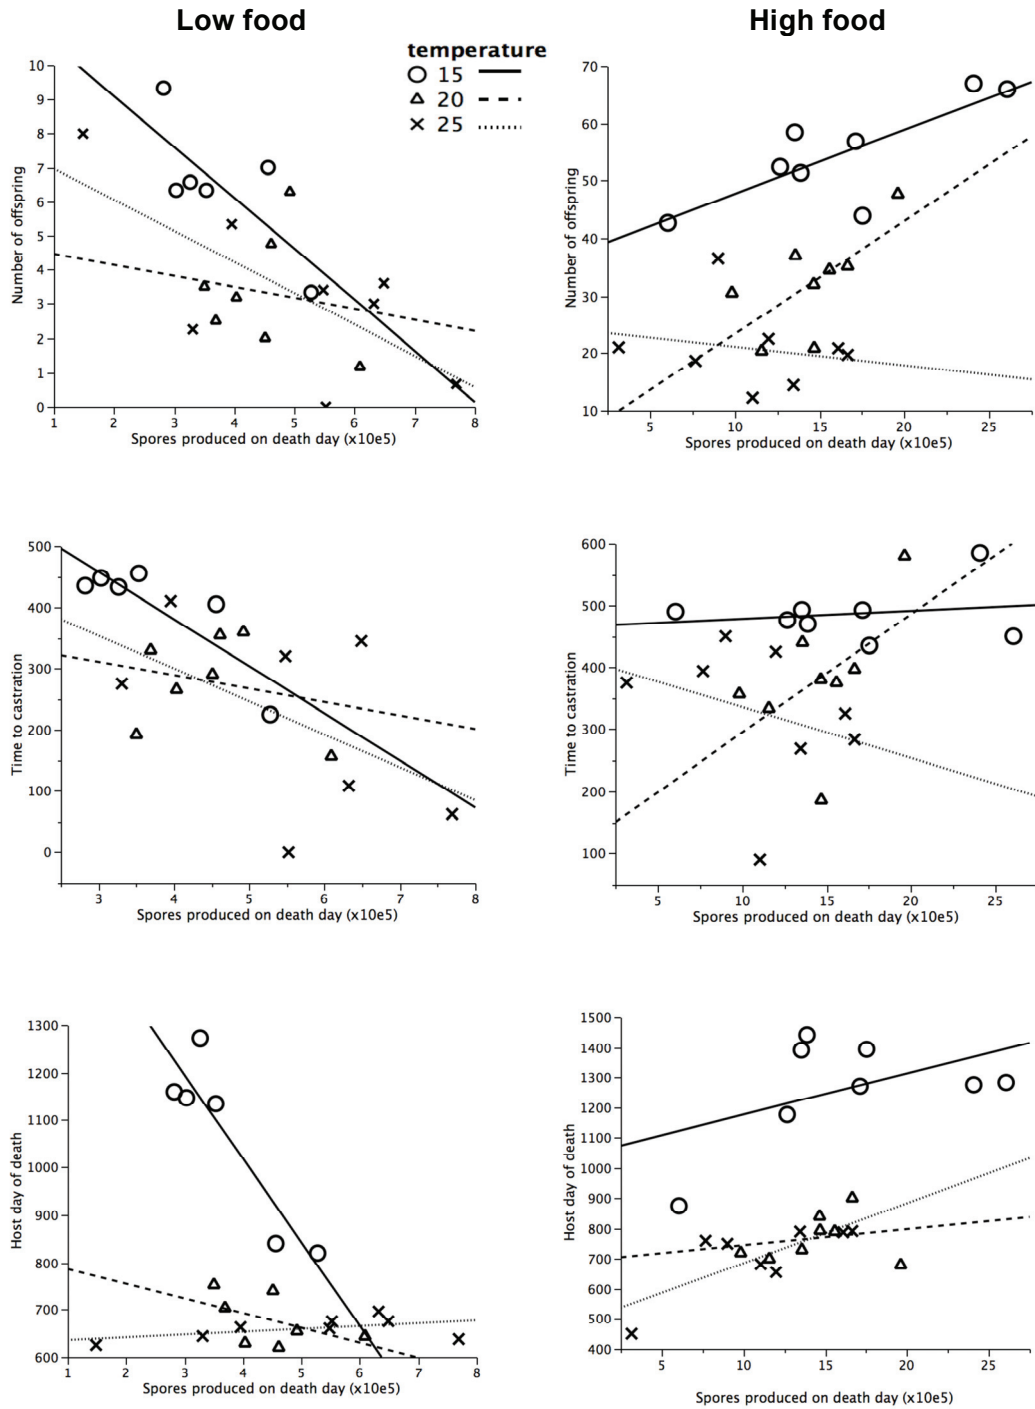 Low food
High food
temperature
15
20
25
10
9
8
7
6
5
4
3
2
1
0
Number of offspring
1 2 3 4 5 6 7 8
Spores produced on death day (x10e5)
70
60
50
40
30
20
10
Number of offspring
5 10 15 20 25
Spores produced on death day (x10e5)
500
400
300
200
100
0
Time to castration
3 4 5 6 7 8
Spores produced on death day (x10e5)
600
500
400
300
200
100
Time to castration
5 10 15 20 25
Spores produced on death day (x10e5)
1300
1200
1100
1000
900
800
700
600
Host day of death
1 2 3 4 5 6 7 8
Spores produced on death day (x10e5)
1500
1400
1300
1200
1100
1000
900
800
700
600
500
400
Host day of death
5 10 15 20 25
Spores produced on death day (x10e5)